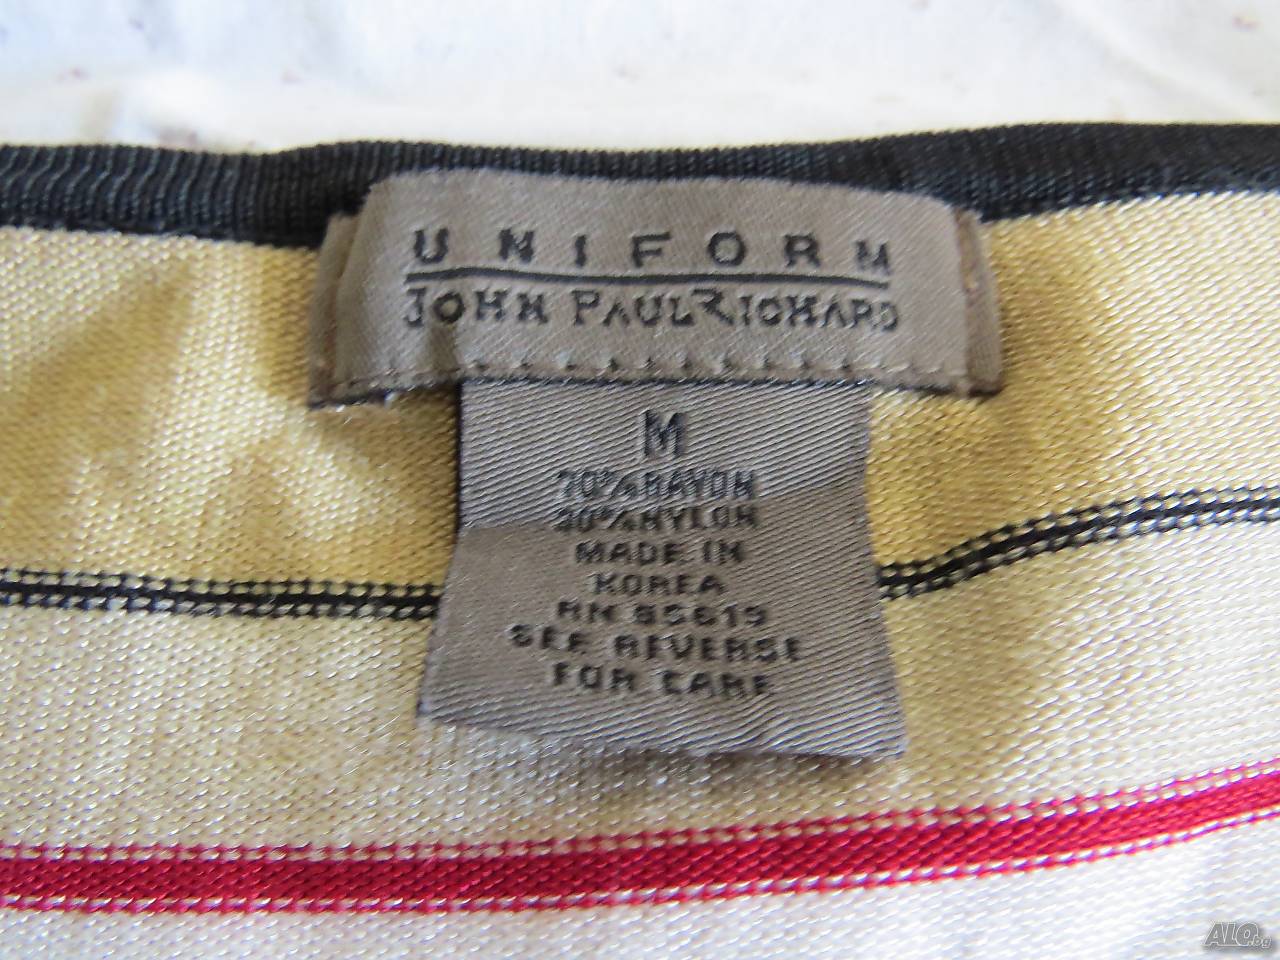 UNIFORM
JOHN PAUL RICHARD
M
70% RAYON
30% NYLON
MADE IN
KOREA
RN 85619
SEE REVERSE
FOR CARE
ALO.bg